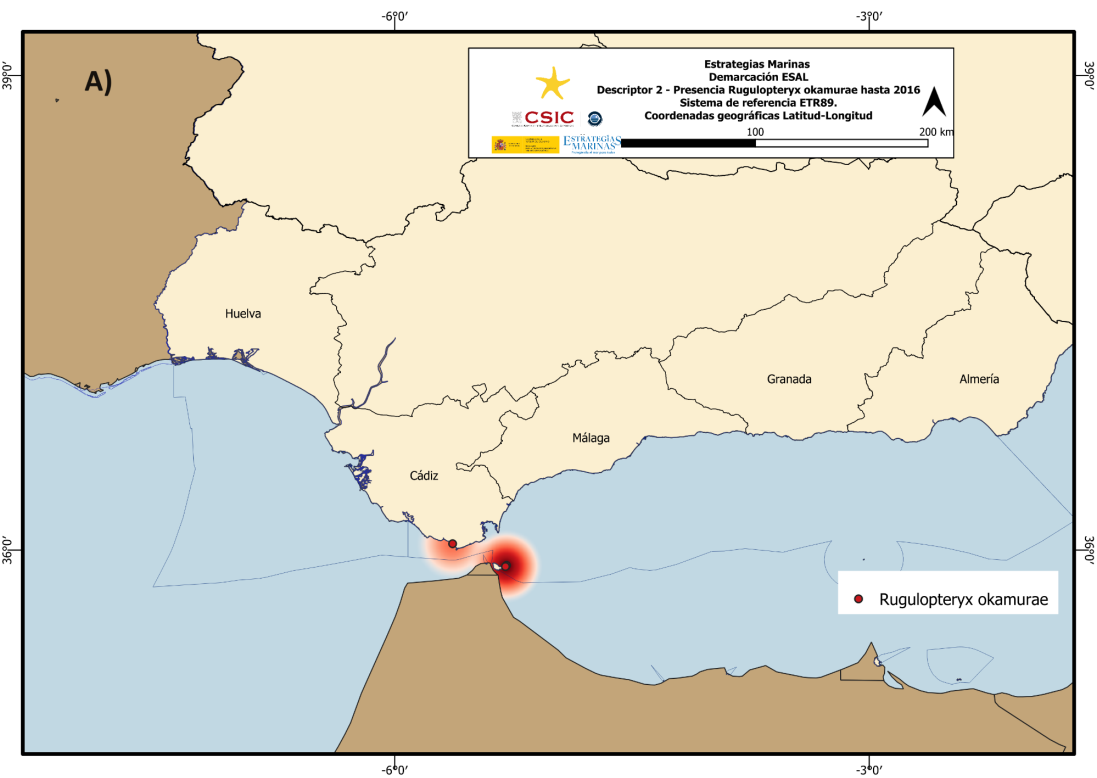 -6°0′
-3°0′
39°0′
39°0′
A)
Estrategias Marinas
Demarcación ESAL
Descriptor 2 - Presencia Rugulopteryx okamurae hasta 2016
Sistema de referencia ETR89.
Coordenadas geográficas Latitud-Longitud
CSIC
ESTRATEGIAS
MARINAS
100
200 km
Huelva
Granada
Almería
Málaga
Cádiz
36°0′
36°0′
Rugulopteryx okamurae
-6°0′
-3°0′